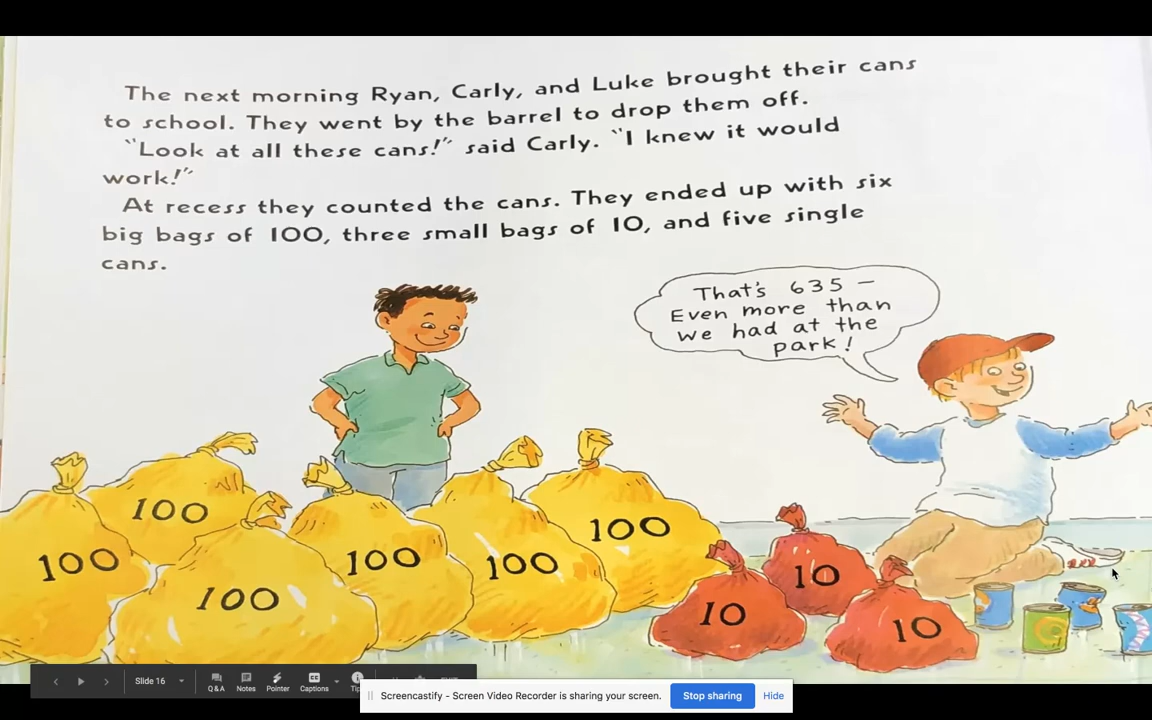 The next morning Ryan, Carly, and Luke brought their cans
to school. They went by the barrel to drop them off.
"Look at all these cans!" said Carly. "I knew it would
work!"
At recess they counted the cans. They ended up with six
big bags of 100, three small bags of 10, and five single
cans.
That's 635 —
Even more than
we had at the
park!
100
100
100
100
100
100
10
10
10
Slide 16
Q&A
Notes
Pointer
Captions
Screencastify - Screen Video Recorder is sharing your screen.
Stop sharing
Hide